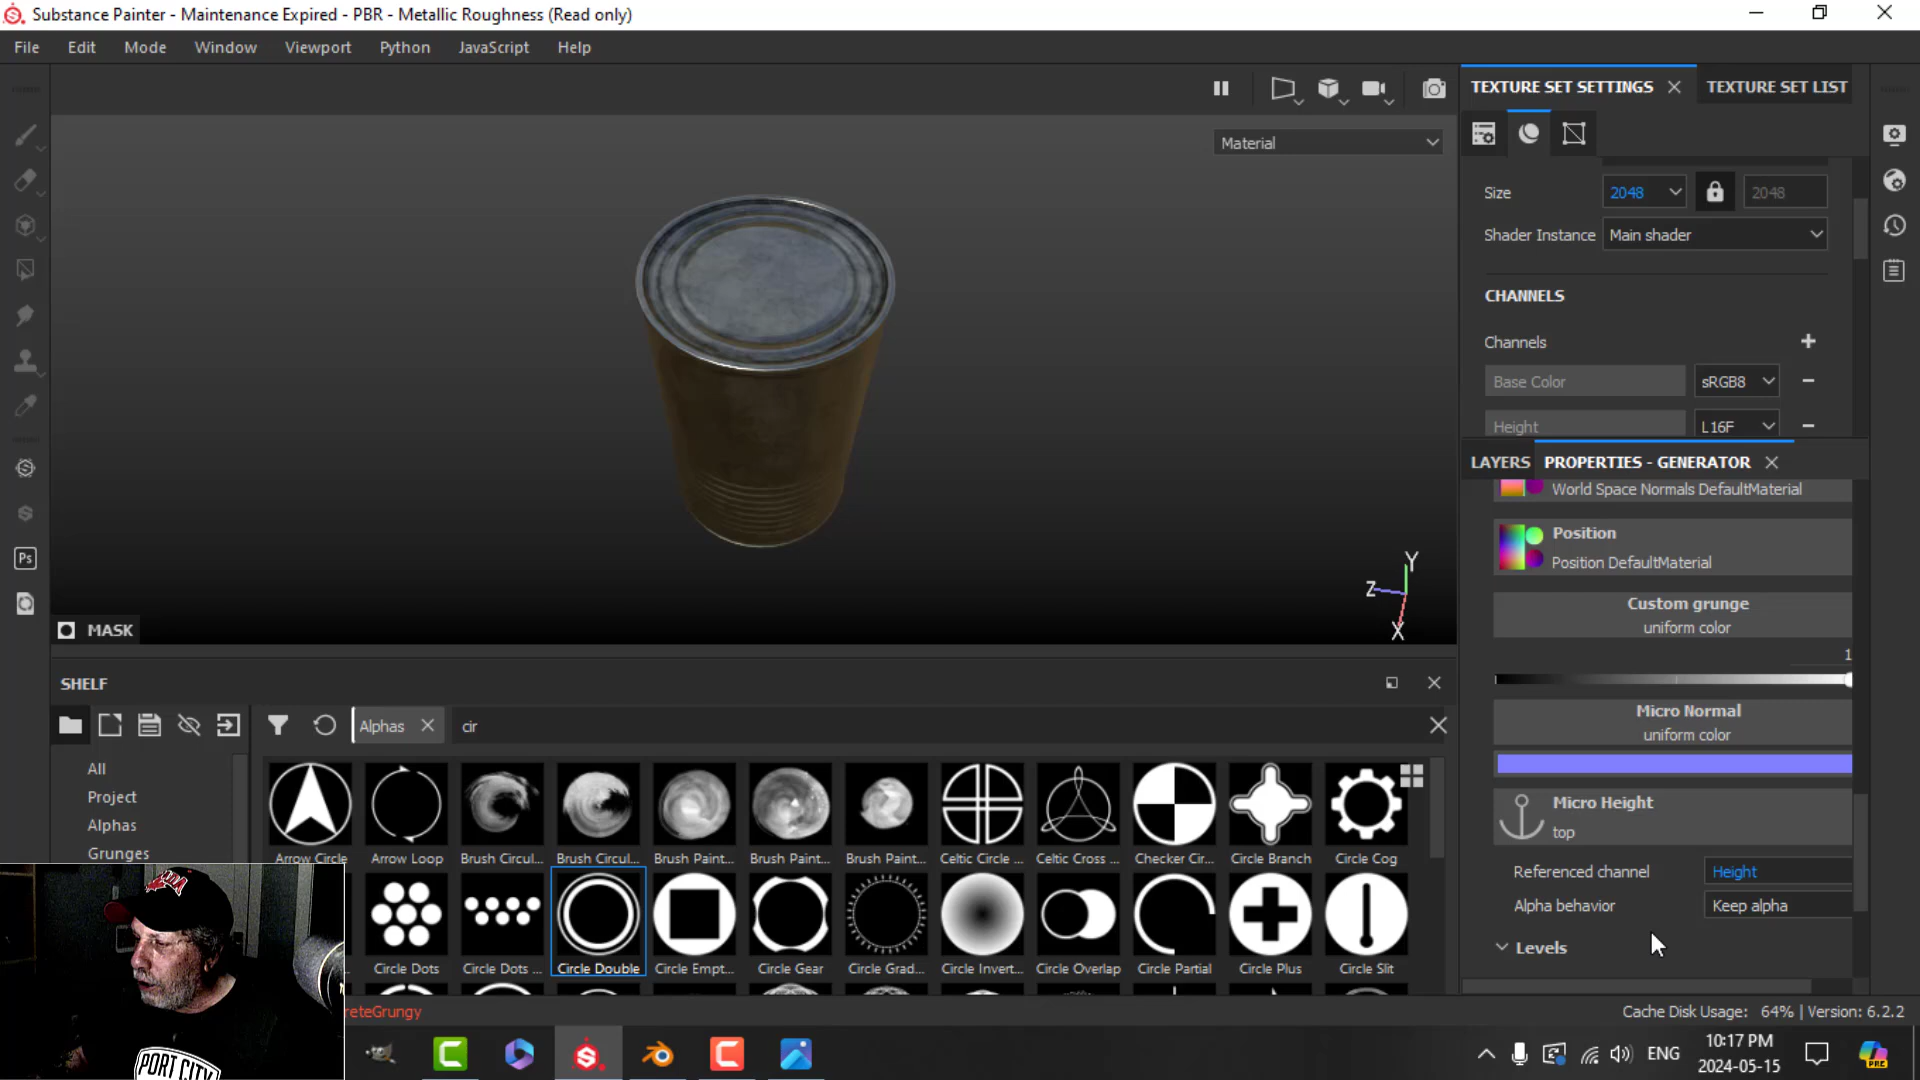 Substance Painter - Maintenance Expired - PBR - Metallic Roughness (Read only)
File Edit Mode Window Viewport Python JavaScript Help
TEXTURE SET SETTINGS TEXTURE SET LIST
Material
Size 2048 2048
Shader Instance Main shader
CHANNELS
Channels
Base Color sRGB8
Height L16F
LAYERS PROPERTIES - GENERATOR
World Space Normals DefaultMaterial
Position
Position DefaultMaterial
Custom grunge
uniform color
1
Micro Normal
uniform color
Micro Height
top
Referenced channel Height
Alpha behavior Keep alpha
Levels
Y
Z
X
MASK
Ps
SHELF
Alphas cir
All
Project
Alphas
Grunges
Arrow Circle Arrow Loop Brush Circul... Brush Circul... Brush Paint... Brush Paint... Brush Paint... Celtic Circle ... Celtic Cross ... Checker Cir... Circle Branch Circle Cog
Circle Dots Circle Dots ... Circle Double Circle Empt... Circle Gear Circle Grad... Circle Invert... Circle Overlap Circle Partial Circle Plus Circle Slit
reteGrungy
Cache Disk Usage: 64% | Version: 6.2.2
PORT CITY
ENG
10:17 PM
2024-05-15